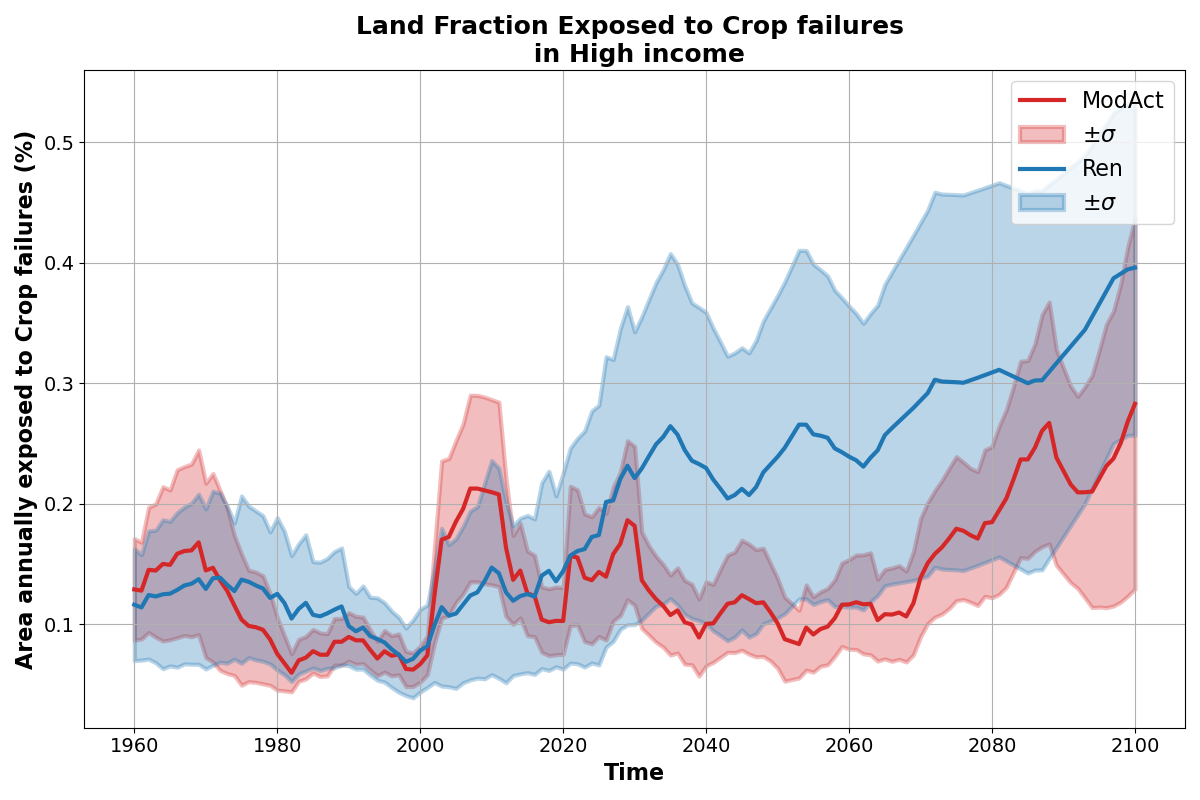 Land Fraction Exposed to Crop failures
in High income
Area annually exposed to Crop failures (%)
0.5
0.4
0.3
0.2
0.1
ModAct
±σ
Ren
±σ
1960 1980 2000 2020 2040 2060 2080 2100
Time